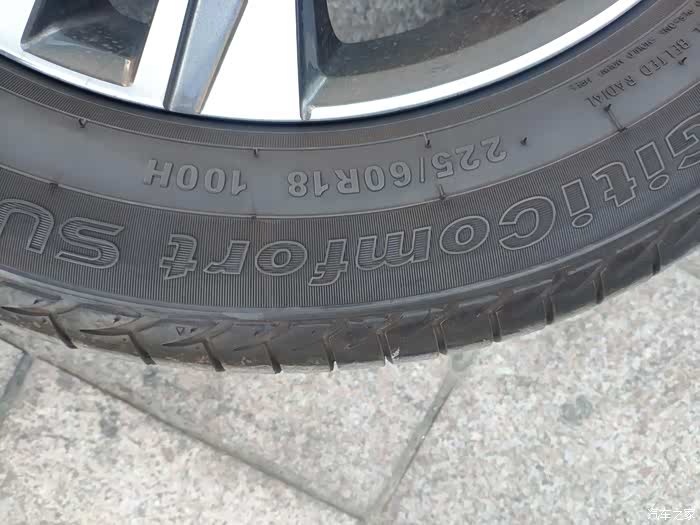 BELTED RADIAL
225/60R18 100H
GitiComfort SU
汽车之家